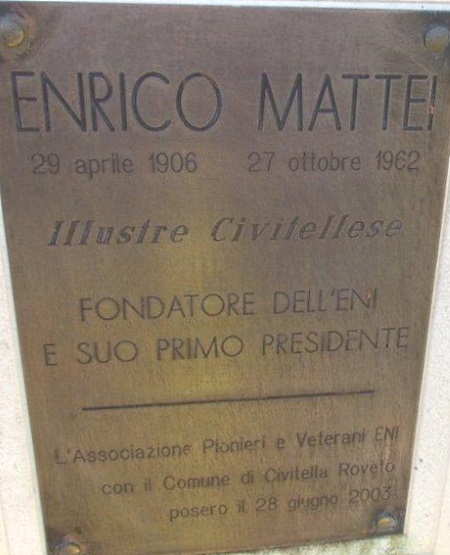 ENRICO MATTEI
29 aprile 1906 27 ottobre 1962
Illustre Civitellese
FONDATORE DELL'ENI
E SUO PRIMO PRESIDENTE
L'Associazione Pionieri e Veterani ENI
con il Comune di Civitella Roveto
posero il 28 giugno 2003